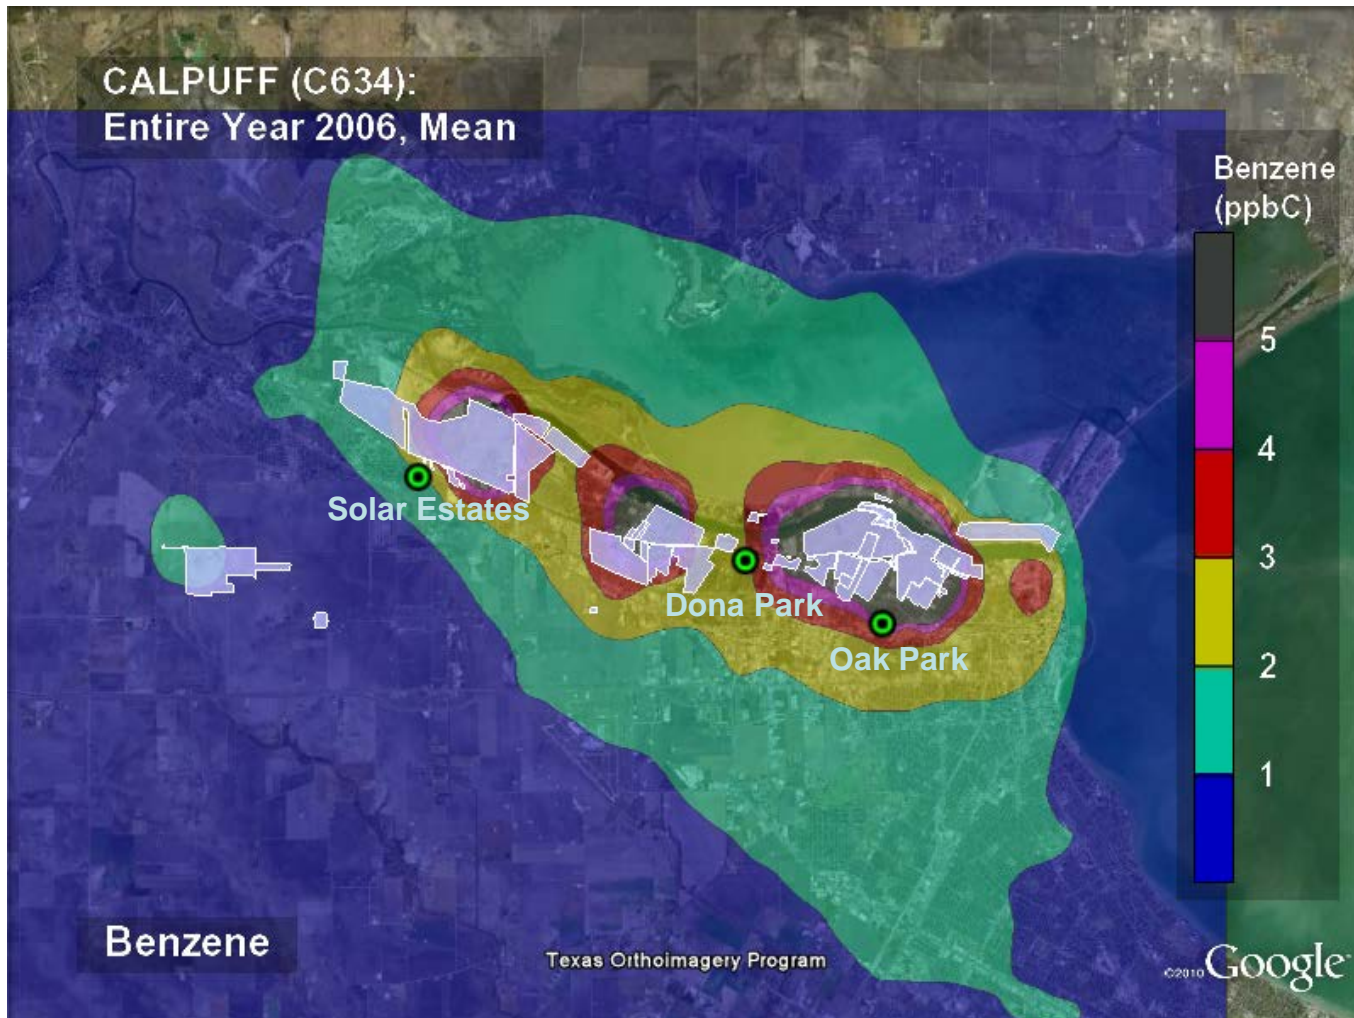 CALPUFF (C634):
Entire Year 2006, Mean
Benzene
(ppbC)
5
4
3
2
1
Solar Estates
Dona Park
Oak Park
Benzene
Texas Orthoimagery Program
©2010 Google